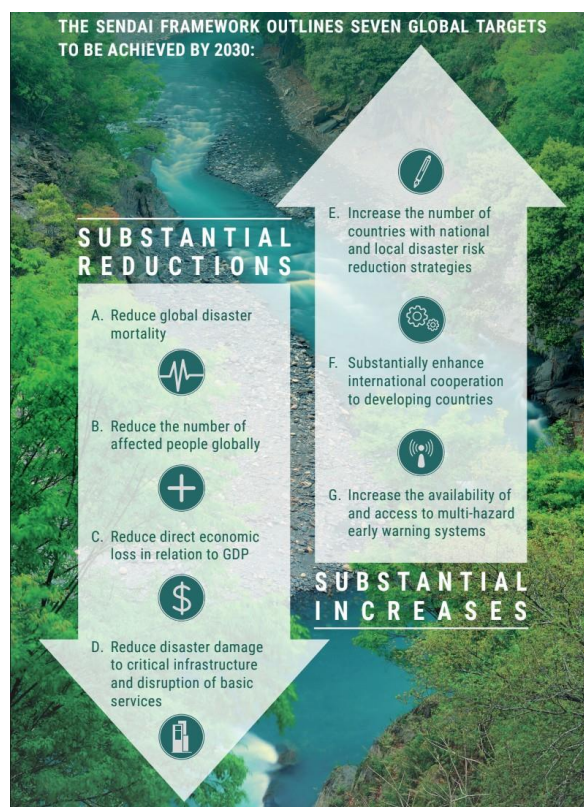 THE SENDAI FRAMEWORK OUTLINES SEVEN GLOBAL TARGETS
TO BE ACHIEVED BY 2030:
SUBSTANTIAL
REDUCTIONS
A. Reduce global disaster
mortality
B. Reduce the number of
affected people globally
C. Reduce direct economic
loss in relation to GDP
D. Reduce disaster damage
to critical infrastructure
and disruption of basic
services
E. Increase the number of
countries with national
and local disaster risk
reduction strategies
F. Substantially enhance
international cooperation
to developing countries
G. Increase the availability of
and access to multi-hazard
early warning systems
SUBSTANTIAL
INCREASES